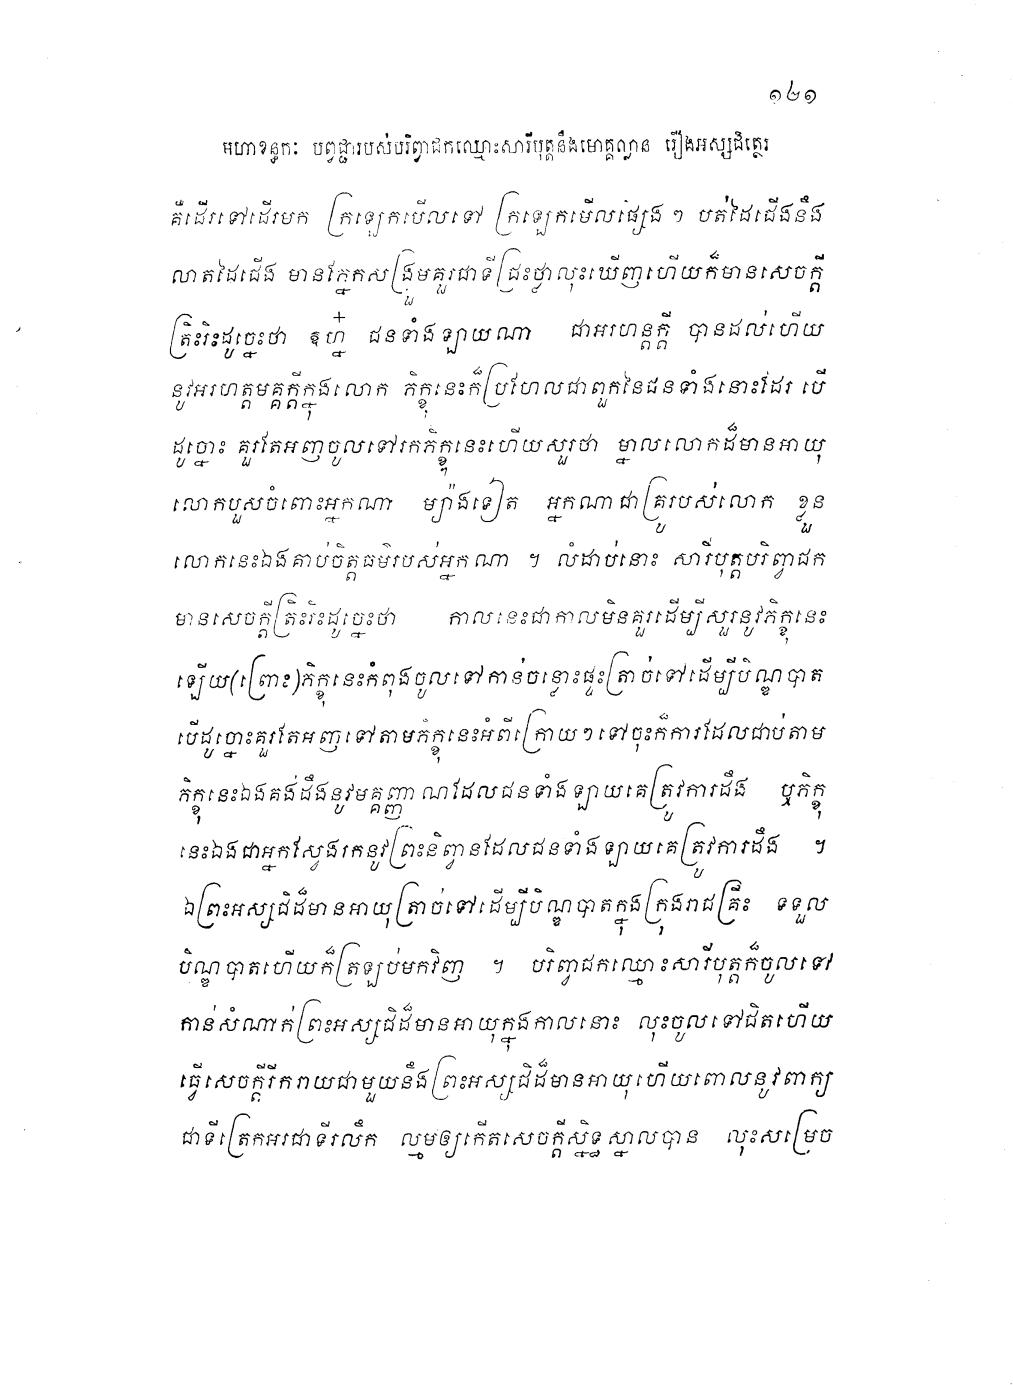 ១៤១
មហាខន្ធកៈ បព្វជ្ជារបស់បរិព្វាជកឈ្មោះសារីបុត្តនឹងមោគ្គល្លាន រឿងអស្សជិត្ថេរ
គឺដើរទៅដើរមក ក្រឡេកមើលទៅ ក្រឡេកមើលផ្សេង ៗ បត់ដៃជើងនឹង
លាតដៃជើង មានភ្នែកសង្រួមគួរជាទីជ្រះថ្លាលុះឃើញហើយក៏មានសេចក្តី
ត្រិះរិះដូច្នេះថា ឧហ្ន៎ ជនទាំងឡាយណា ជាអរហន្តក្តី បានដល់ហើយ
នូវអរហត្តមគ្គក្តីក្នុងលោក ភិក្ខុនេះក៏ប្រហែលជាពួកនៃជនទាំងនោះដែរ បើ
ដូច្នោះ គួរតែអញចូលទៅរកភិក្ខុនេះហើយសួរថា ម្នាលលោកដ៏មានអាយុ
លោកបួសចំពោះអ្នកណា ម្យ៉ាងទៀត អ្នកណាជាគ្រូរបស់លោក ខ្លួន
លោកនេះឯងគាប់ចិត្តធម៌របស់អ្នកណា ។ លំដាប់នោះ សារីបុត្តបរិព្វាជក
មានសេចក្តីត្រិះរិះដូច្នេះថា កាលនេះជាកាលមិនគួរដើម្បីសួរនូវភិក្ខុនេះ
ឡើយ(ព្រោះ)ភិក្ខុនេះកំពុងចូលទៅកាន់ចន្លោះផ្ទះត្រាច់ទៅដើម្បីបិណ្ឌបាត
បើដូច្នោះគួរតែអញទៅតាមភិក្ខុនេះអំពីក្រោយៗទៅចុះក៏ការដែលជាប់តាម
ភិក្ខុនេះឯងគង់ដឹងនូវមគ្គញ្ញាណដែលជនទាំងឡាយគេត្រូវការដឹង ឬភិក្ខុ
នេះឯងជាអ្នកស្វែងរកនូវព្រះនិព្វានដែលជនទាំងឡាយគេត្រូវការដឹង ។
ឯព្រះអស្សជិដ៏មានអាយុត្រាច់ទៅដើម្បីបិណ្ឌបាតក្នុងក្រុងរាជគ្រឹះ ទទួល
បិណ្ឌបាតហើយក៏ត្រឡប់មកវិញ ។ បរិព្វាជកឈ្មោះសារីបុត្តក៏ចូលទៅ
កាន់សំណាក់ព្រះអស្សជិដ៏មានអាយុក្នុងកាលនោះ លុះចូលទៅជិតហើយ
ធ្វើសេចក្តីរីករាយជាមួយនឹងព្រះអស្សជិដ៏មានអាយុហើយពោលនូវពាក្យ
ជាទីត្រេកអរជាទីរលឹក ល្មមឲ្យកើតសេចក្តីស្និទ្ធស្នាលបាន លុះសម្រេច